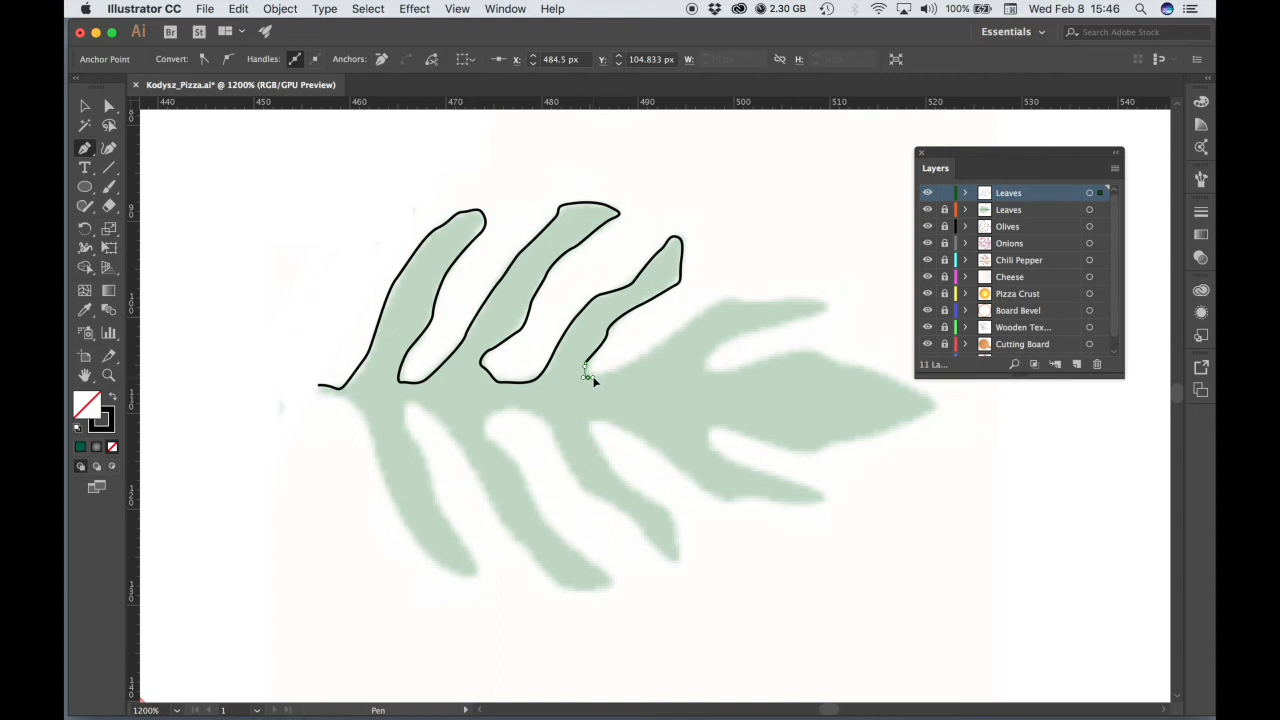 Illustrator CC File Edit Object Type Select Effect View Window Help 2.30 GB 100% Wed Feb 8 15:46
Ai Br St Essentials Search Adobe Stock
Anchor Point Convert: Handles: Anchors: X: 484.5 px Y: 104.833 px W: H:
Kodysz_Pizza.ai* @ 1200% (RGB/GPU Preview)
440 450 460 470 480 490 500 510 520 530 540
Layers
Leaves
Leaves
Olives
Onions
Chili Pepper
Cheese
Pizza Crust
Board Bevel
Wooden Tex...
Cutting Board
11 La...
1200% 1 Pen